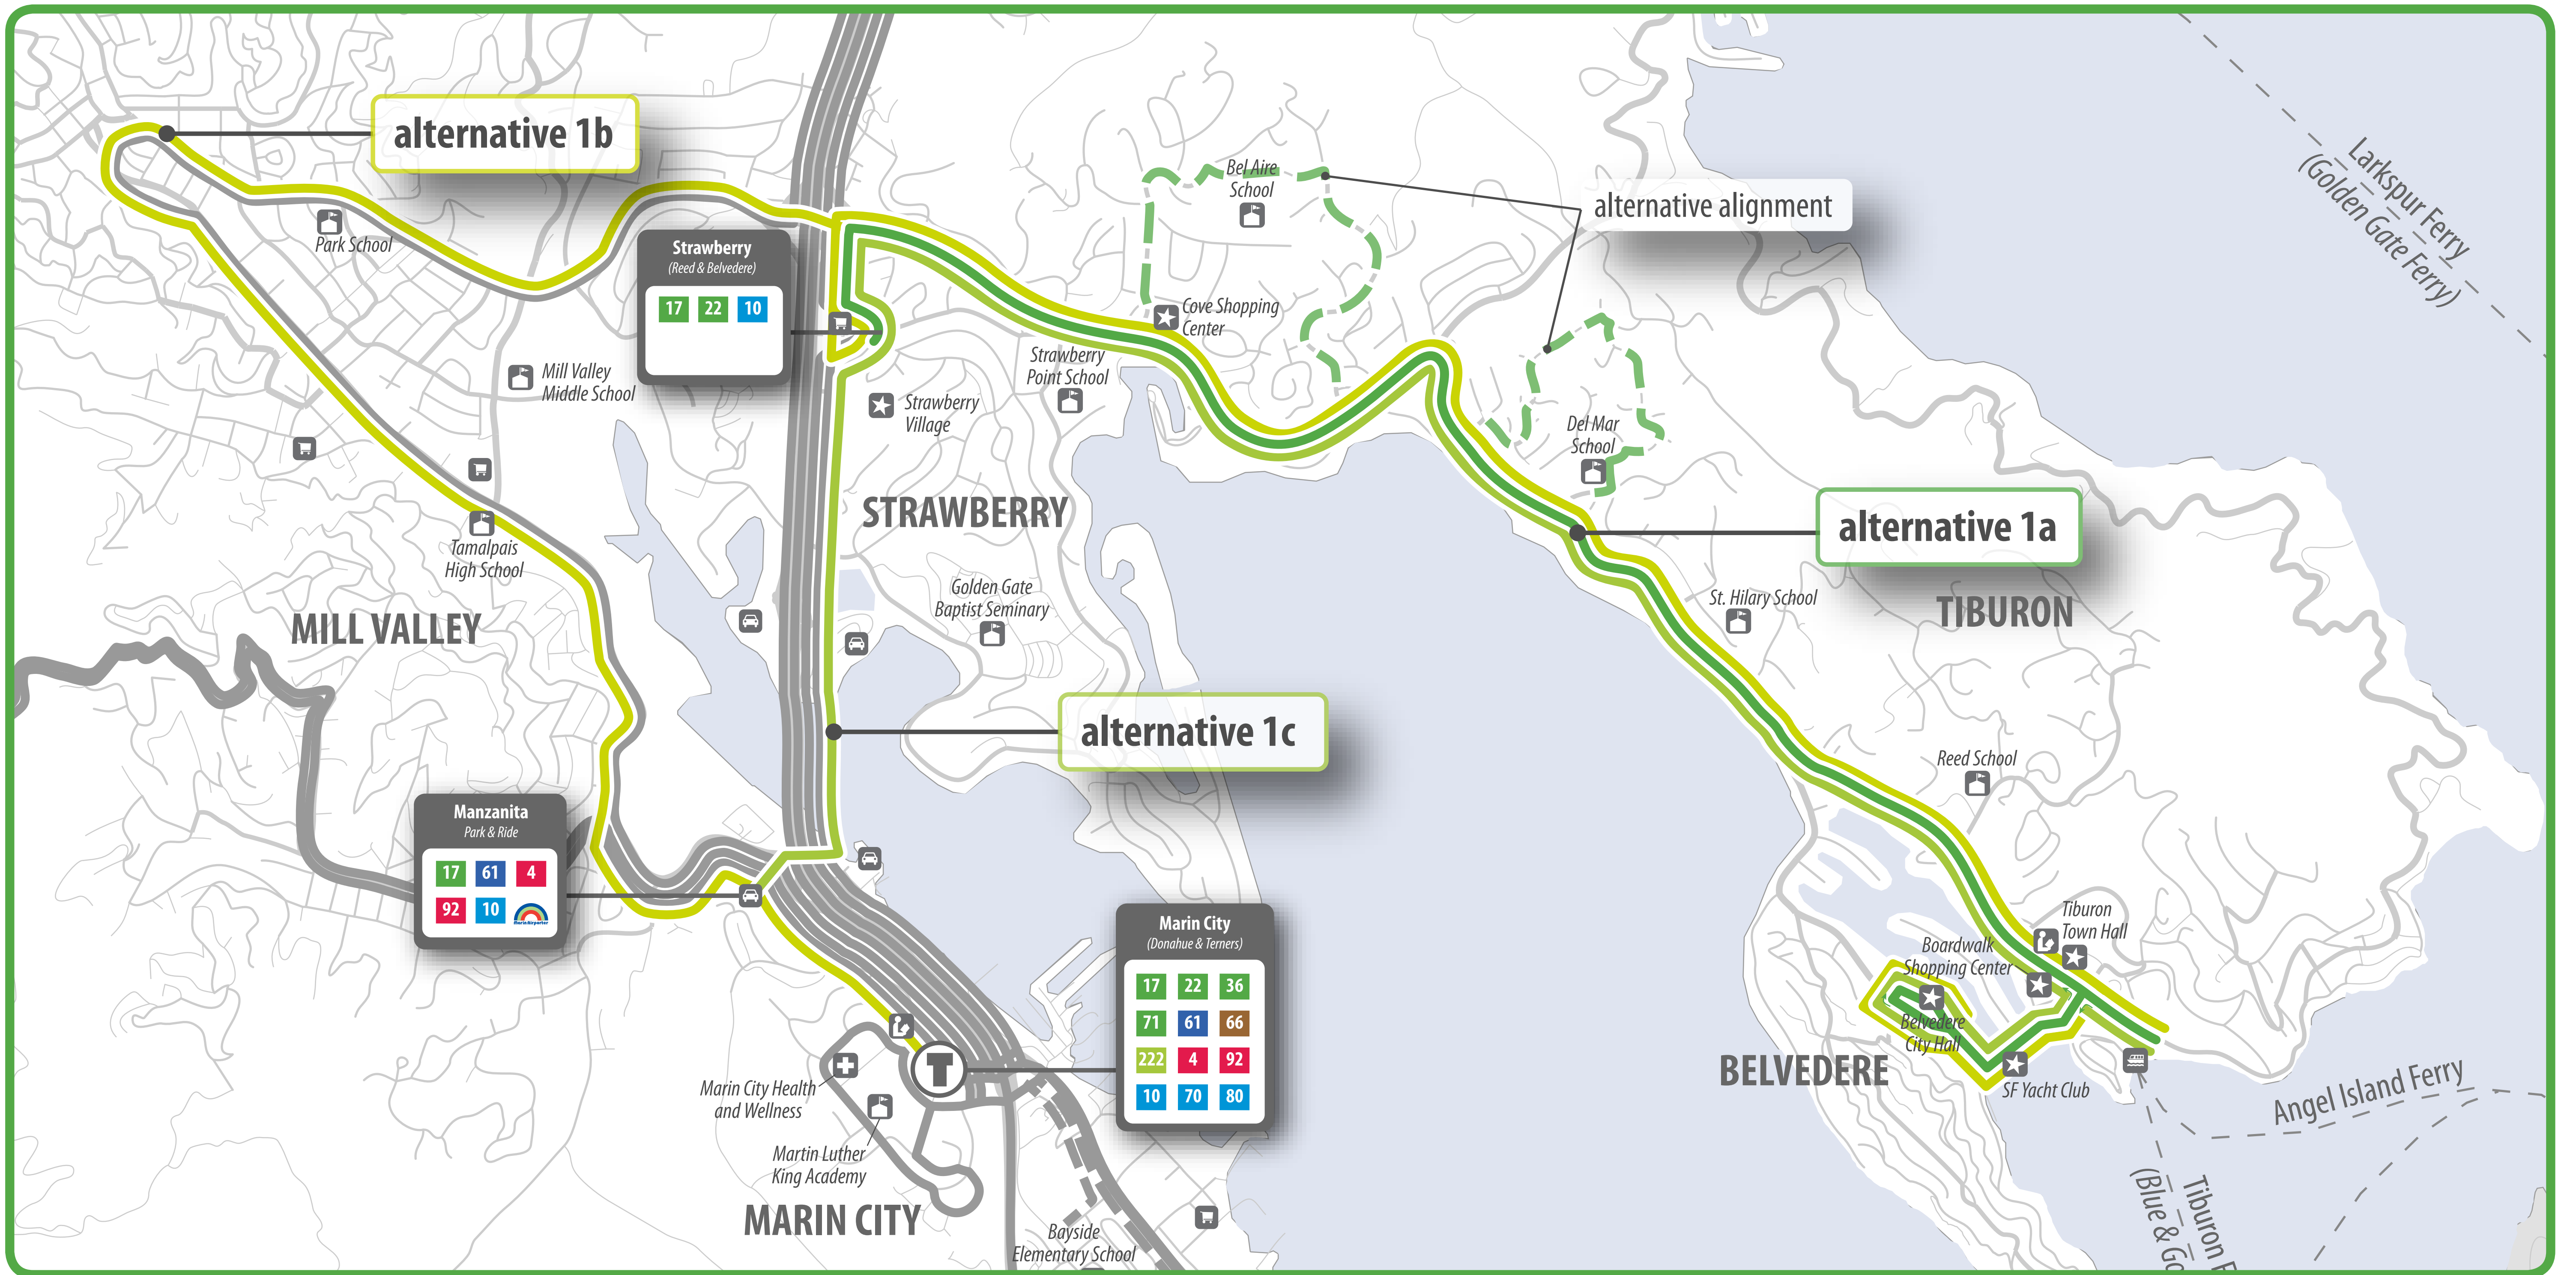 alternative 1b
Park School
Strawberry
(Reed & Belvedere)
17 22 10
Mill Valley
Middle School
Tamalpais
High School
MILL VALLEY
Bel Aire
School
alternative alignment
Cove Shopping
Center
Strawberry
Point School
Strawberry
Village
STRAWBERRY
Golden Gate
Baptist Seminary
Del Mar
School
alternative 1a
TIBURON
St. Hilary School
alternative 1c
Reed School
Larkspur Ferry
(Golden Gate Ferry)
Manzanita
Park & Ride
17 61 4
92 10
Marin City
(Donahue & Terners)
17 22 36
71 61 66
222 4 92
10 70 80
T
Marin City Health
and Wellness
Martin Luther
King Academy
MARIN CITY
Bayside
Elementary School
Tiburon
Town Hall
Boardwalk
Shopping Center
Belvedere
City Hall
BELVEDERE
SF Yacht Club
Angel Island Ferry
Tiburon F
(Blue & Go